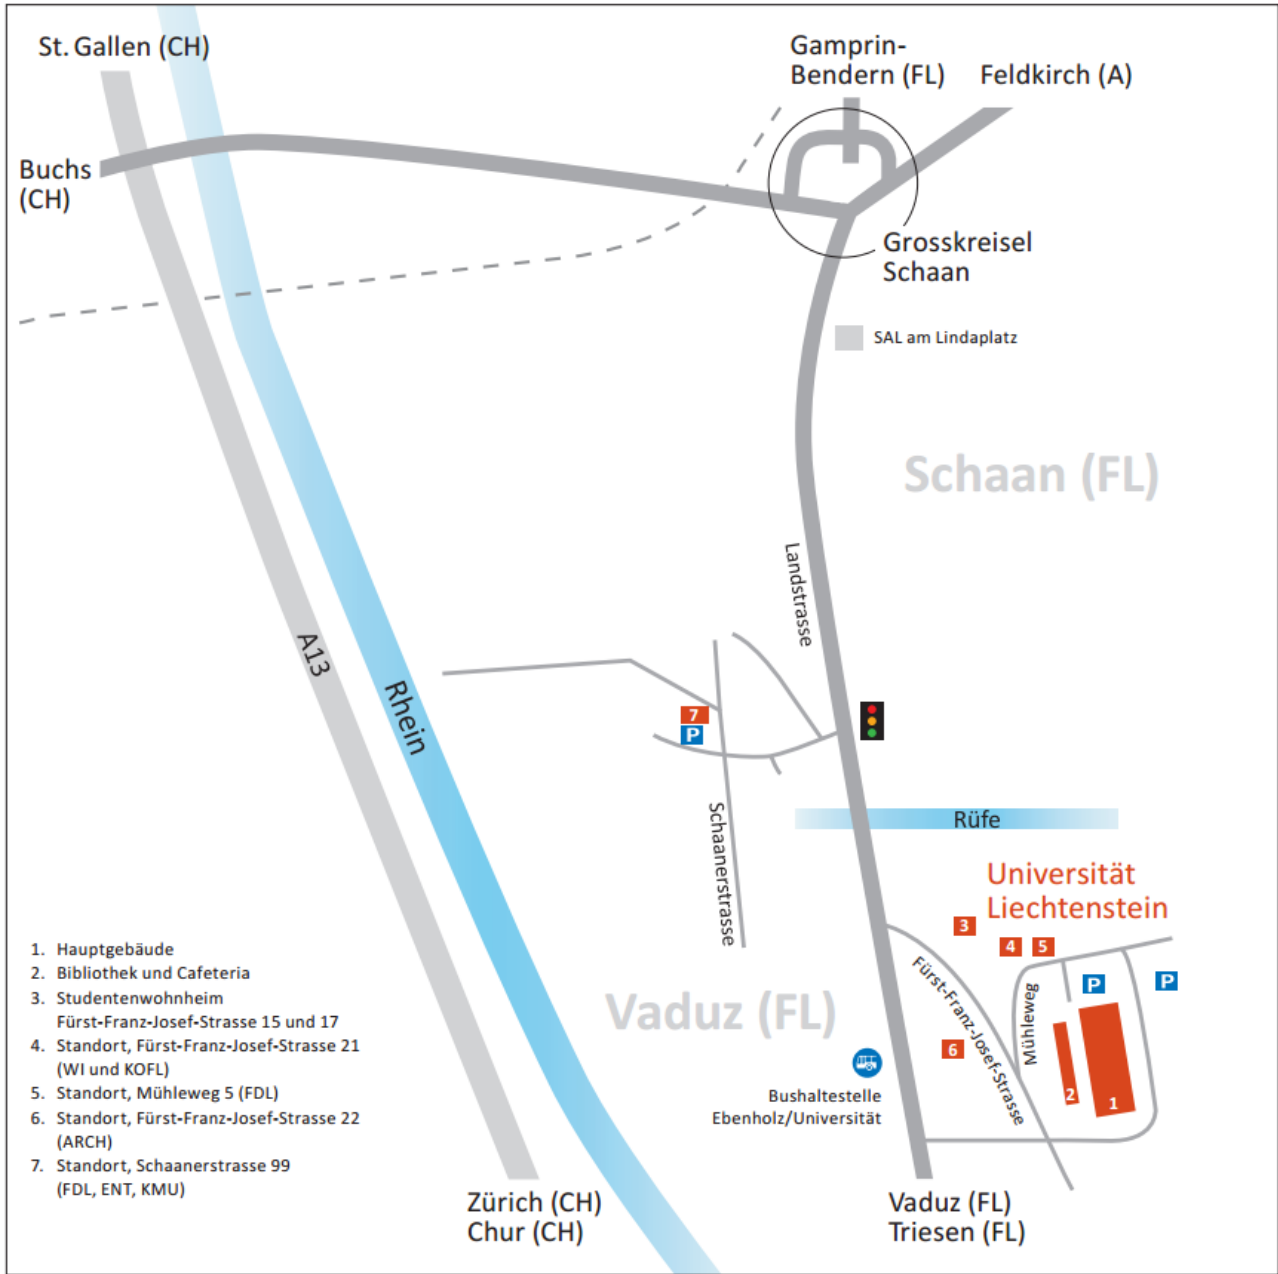 St. Gallen (CH)
Gamprin-
Bendern (FL)
Feldkirch (A)
Buchs
(CH)
Grosskreisel
Schaan
SAL am Lindaplatz
Schaan (FL)
Landstrasse
A13
Rhein
7
P
Schaanerstrasse
Rüfe
Universität
Liechtenstein
3
4
5
P
P
Fürst-Franz-Josef-Strasse
Mühleweg
Vaduz (FL)
6
2
1
Bushaltestelle
Ebenholz/Universität
1. Hauptgebäude
2. Bibliothek und Cafeteria
3. Studentenwohnheim
Fürst-Franz-Josef-Strasse 15 und 17
4. Standort, Fürst-Franz-Josef-Strasse 21
(WI und KOFL)
5. Standort, Mühleweg 5 (FDL)
6. Standort, Fürst-Franz-Josef-Strasse 22
(ARCH)
7. Standort, Schaanerstrasse 99
(FDL, ENT, KMU)
Zürich (CH)
Chur (CH)
Vaduz (FL)
Triesen (FL)